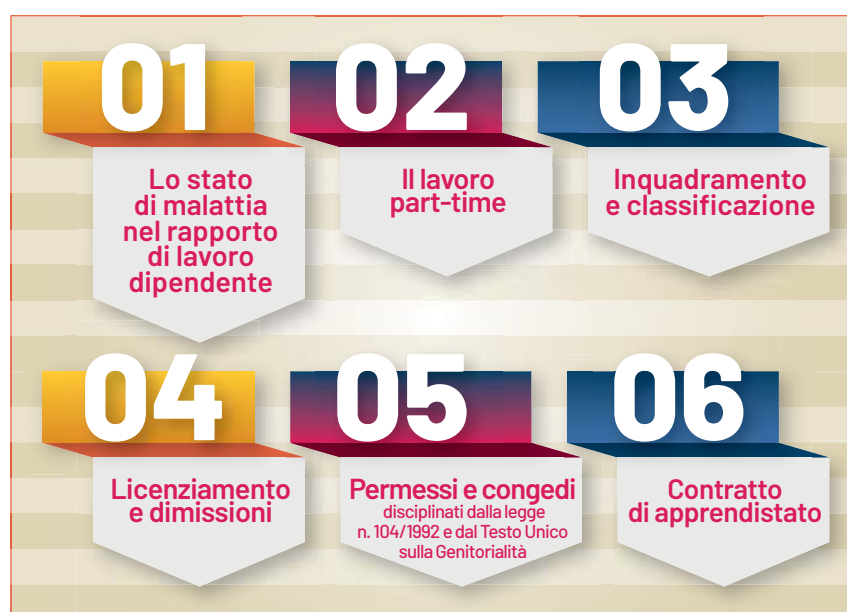 01
Lo stato
di malattia
nel rapporto
di lavoro
dipendente
02
Il lavoro
part-time
03
Inquadramento
e classificazione
04
Licenziamento
e dimissioni
05
Permessi e congedi
disciplinati dalla legge
n. 104/1992 e dal Testo Unico
sulla Genitorialità
06
Contratto
di apprendistato